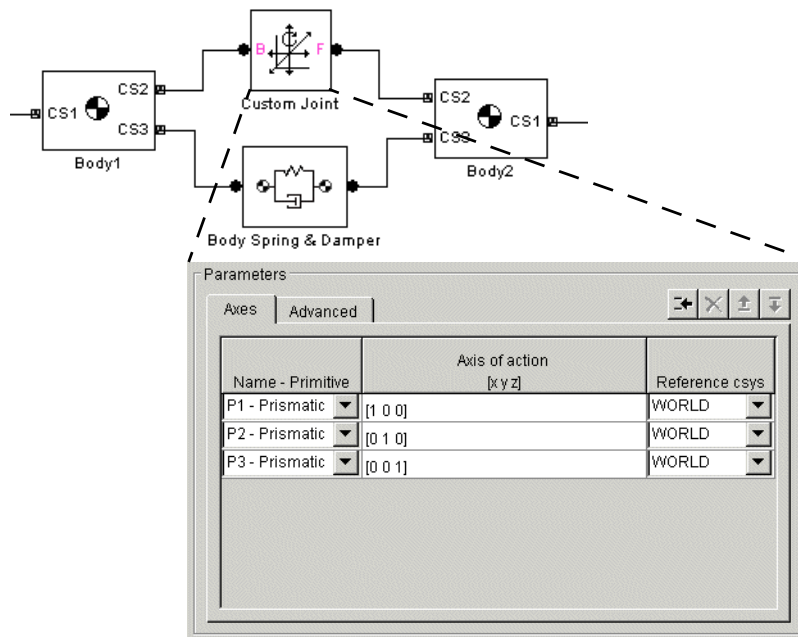 B
C
F
Custom Joint
CS1
CS2
CS3
Body1
CS2
CS3
CS1
Body2
Body Spring & Damper
Parameters
Axes
Advanced
Name - Primitive
Axis of action
[x y z]
Reference csys
P1 - Prismatic [1 0 0] WORLD
P2 - Prismatic [0 1 0] WORLD
P3 - Prismatic [0 0 1] WORLD